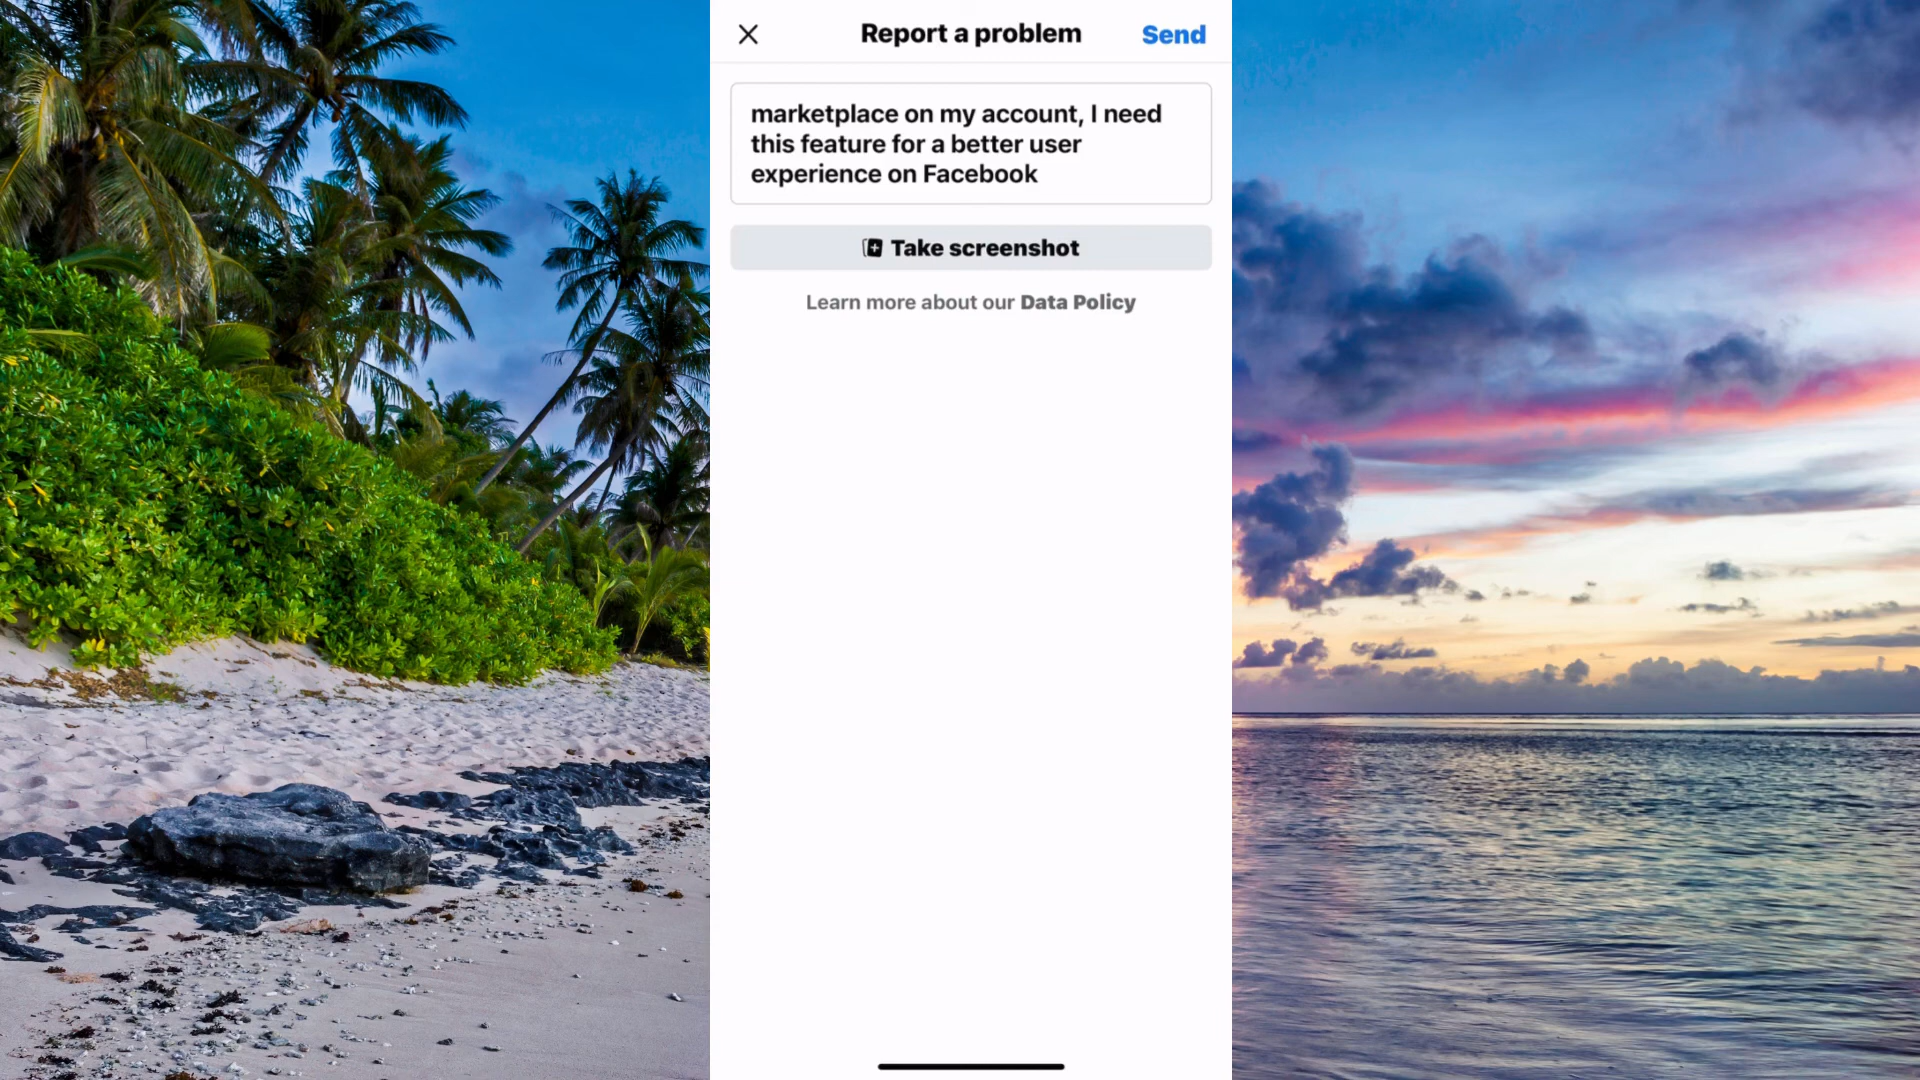 Report a problem
Send
marketplace on my account, I need
this feature for a better user
experience on Facebook
Take screenshot
Learn more about our Data Policy